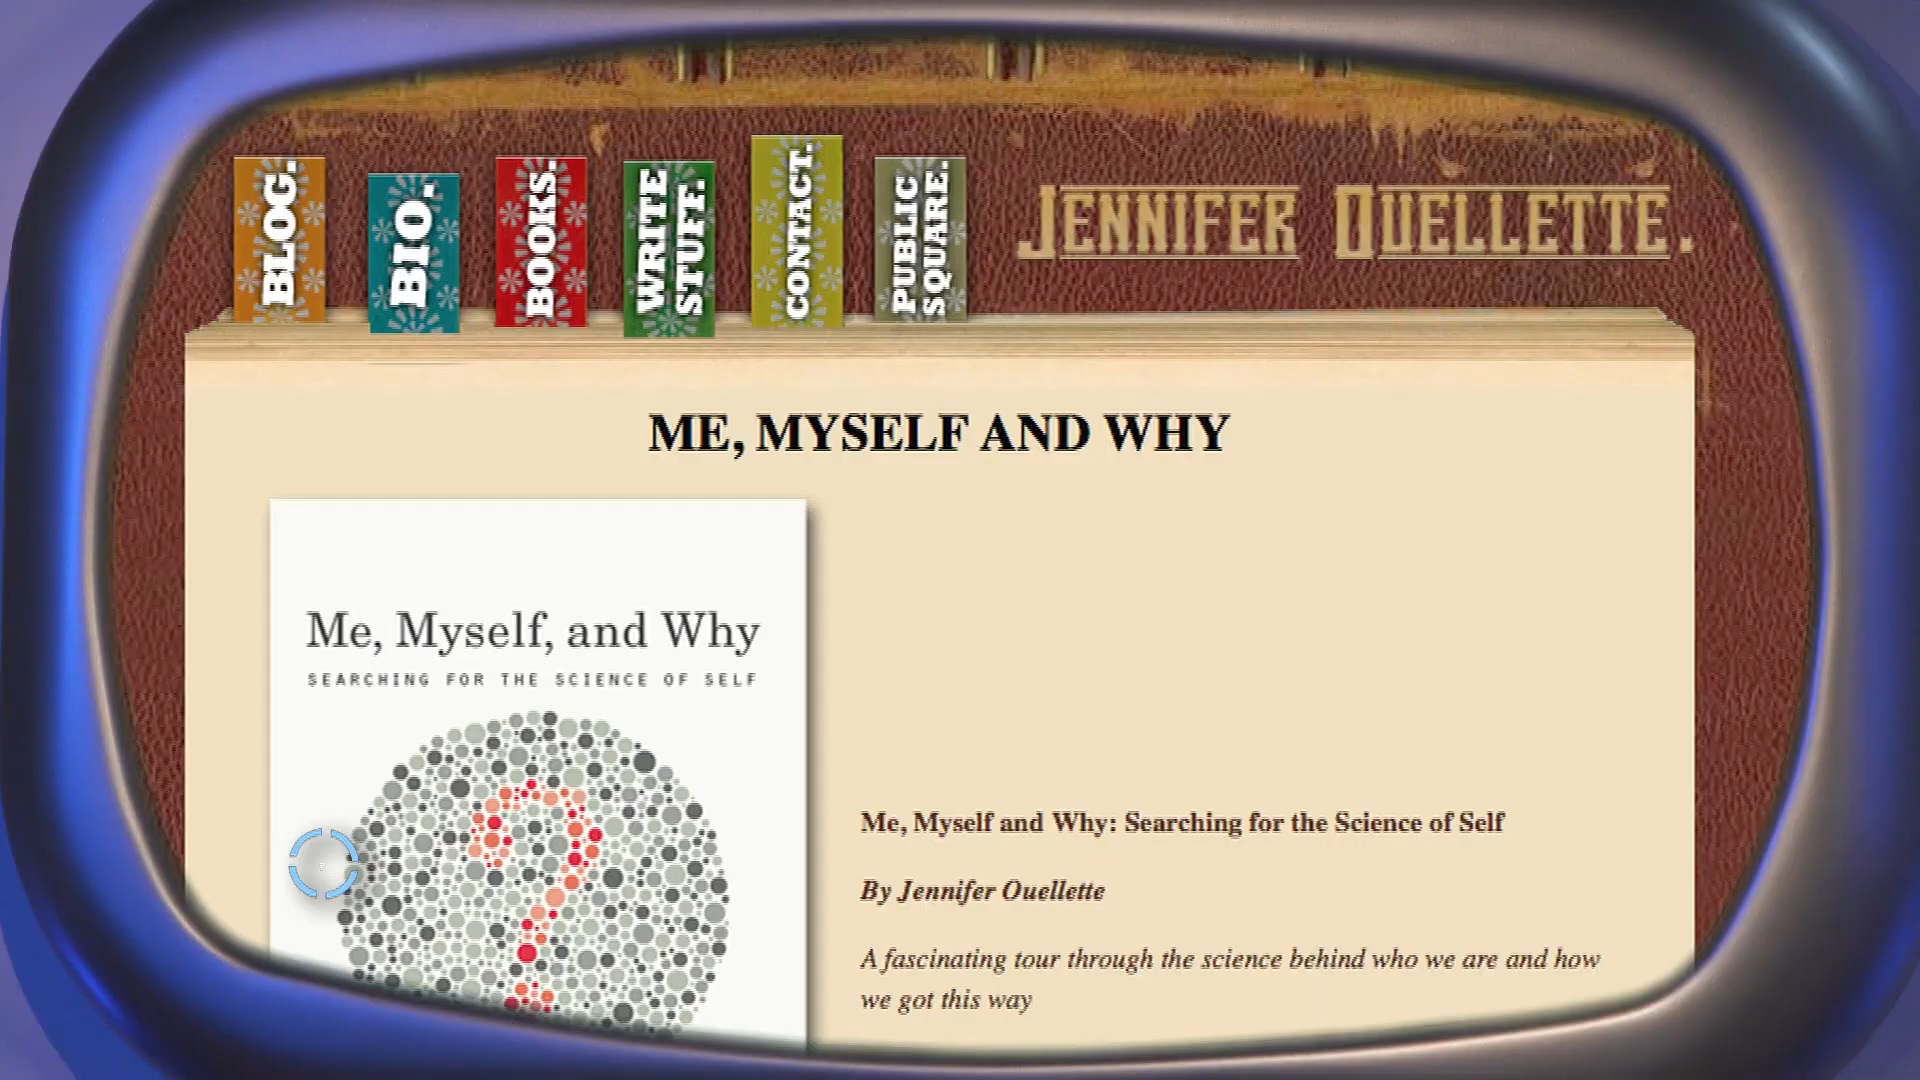 BLOG.
BIO.
BOOKS.
WRITE
STUFF.
CONTACT.
PUBLIC
SQUARE.
JENNIFER OUELLETTE.
ME, MYSELF AND WHY
Me, Myself, and Why
SEARCHING FOR THE SCIENCE OF SELF
Me, Myself and Why: Searching for the Science of Self
By Jennifer Ouellette
A fascinating tour through the science behind who we are and how
we got this way